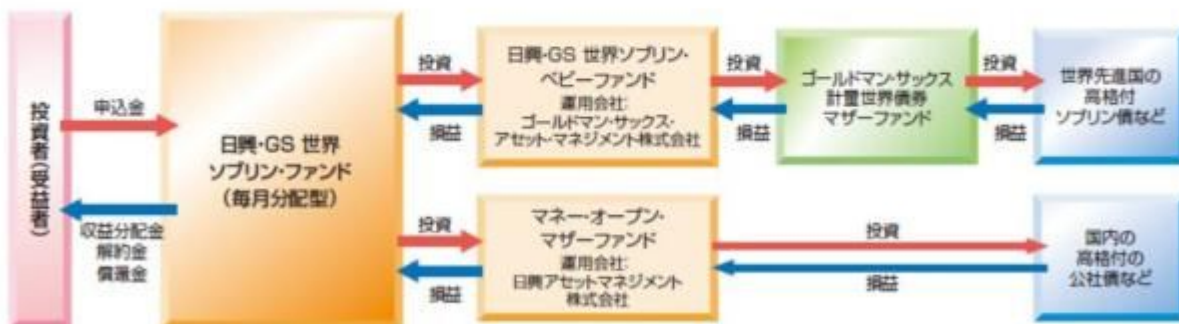 投資者(受益者)
申込金
収益分配金
解約金
償還金
日興・GS 世界
ソブリン・ファンド
(毎月分配型)
投資
損益
日興・GS 世界ソブリン・
ベビーファンド
運用会社:
ゴールドマン・サックス・
アセット・マネジメント株式会社
投資
損益
ゴールドマン・サックス
計量世界債券
マザーファンド
投資
損益
世界先進国の
高格付
ソブリン債など
投資
損益
マネー・オープン・
マザーファンド
運用会社:
日興アセットマネジメント
株式会社
投資
損益
国内の
高格付の
公社債など